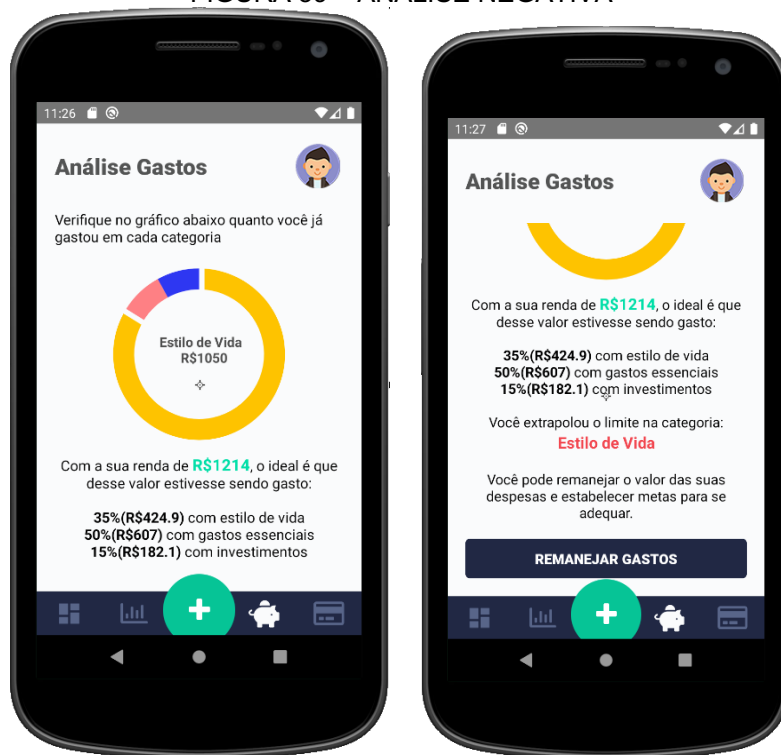 11:26
Análise Gastos
Verifique no gráfico abaixo quanto você já
gastou em cada categoria
Estilo de Vida
R$1050
Com a sua renda de R$1214, o ideal é que
desse valor estivesse sendo gasto:
35%(R$424.9) com estilo de vida
50%(R$607) com gastos essenciais
15%(R$182.1) com investimentos
11:27
Análise Gastos
Com a sua renda de R$1214, o ideal é que
desse valor estivesse sendo gasto:
35%(R$424.9) com estilo de vida
50%(R$607) com gastos essenciais
15%(R$182.1) com investimentos
Você extrapolou o limite na categoria:
Estilo de Vida
Você pode remanejar o valor das suas
despesas e estabelecer metas para se
adequar.
REMANEJAR GASTOS